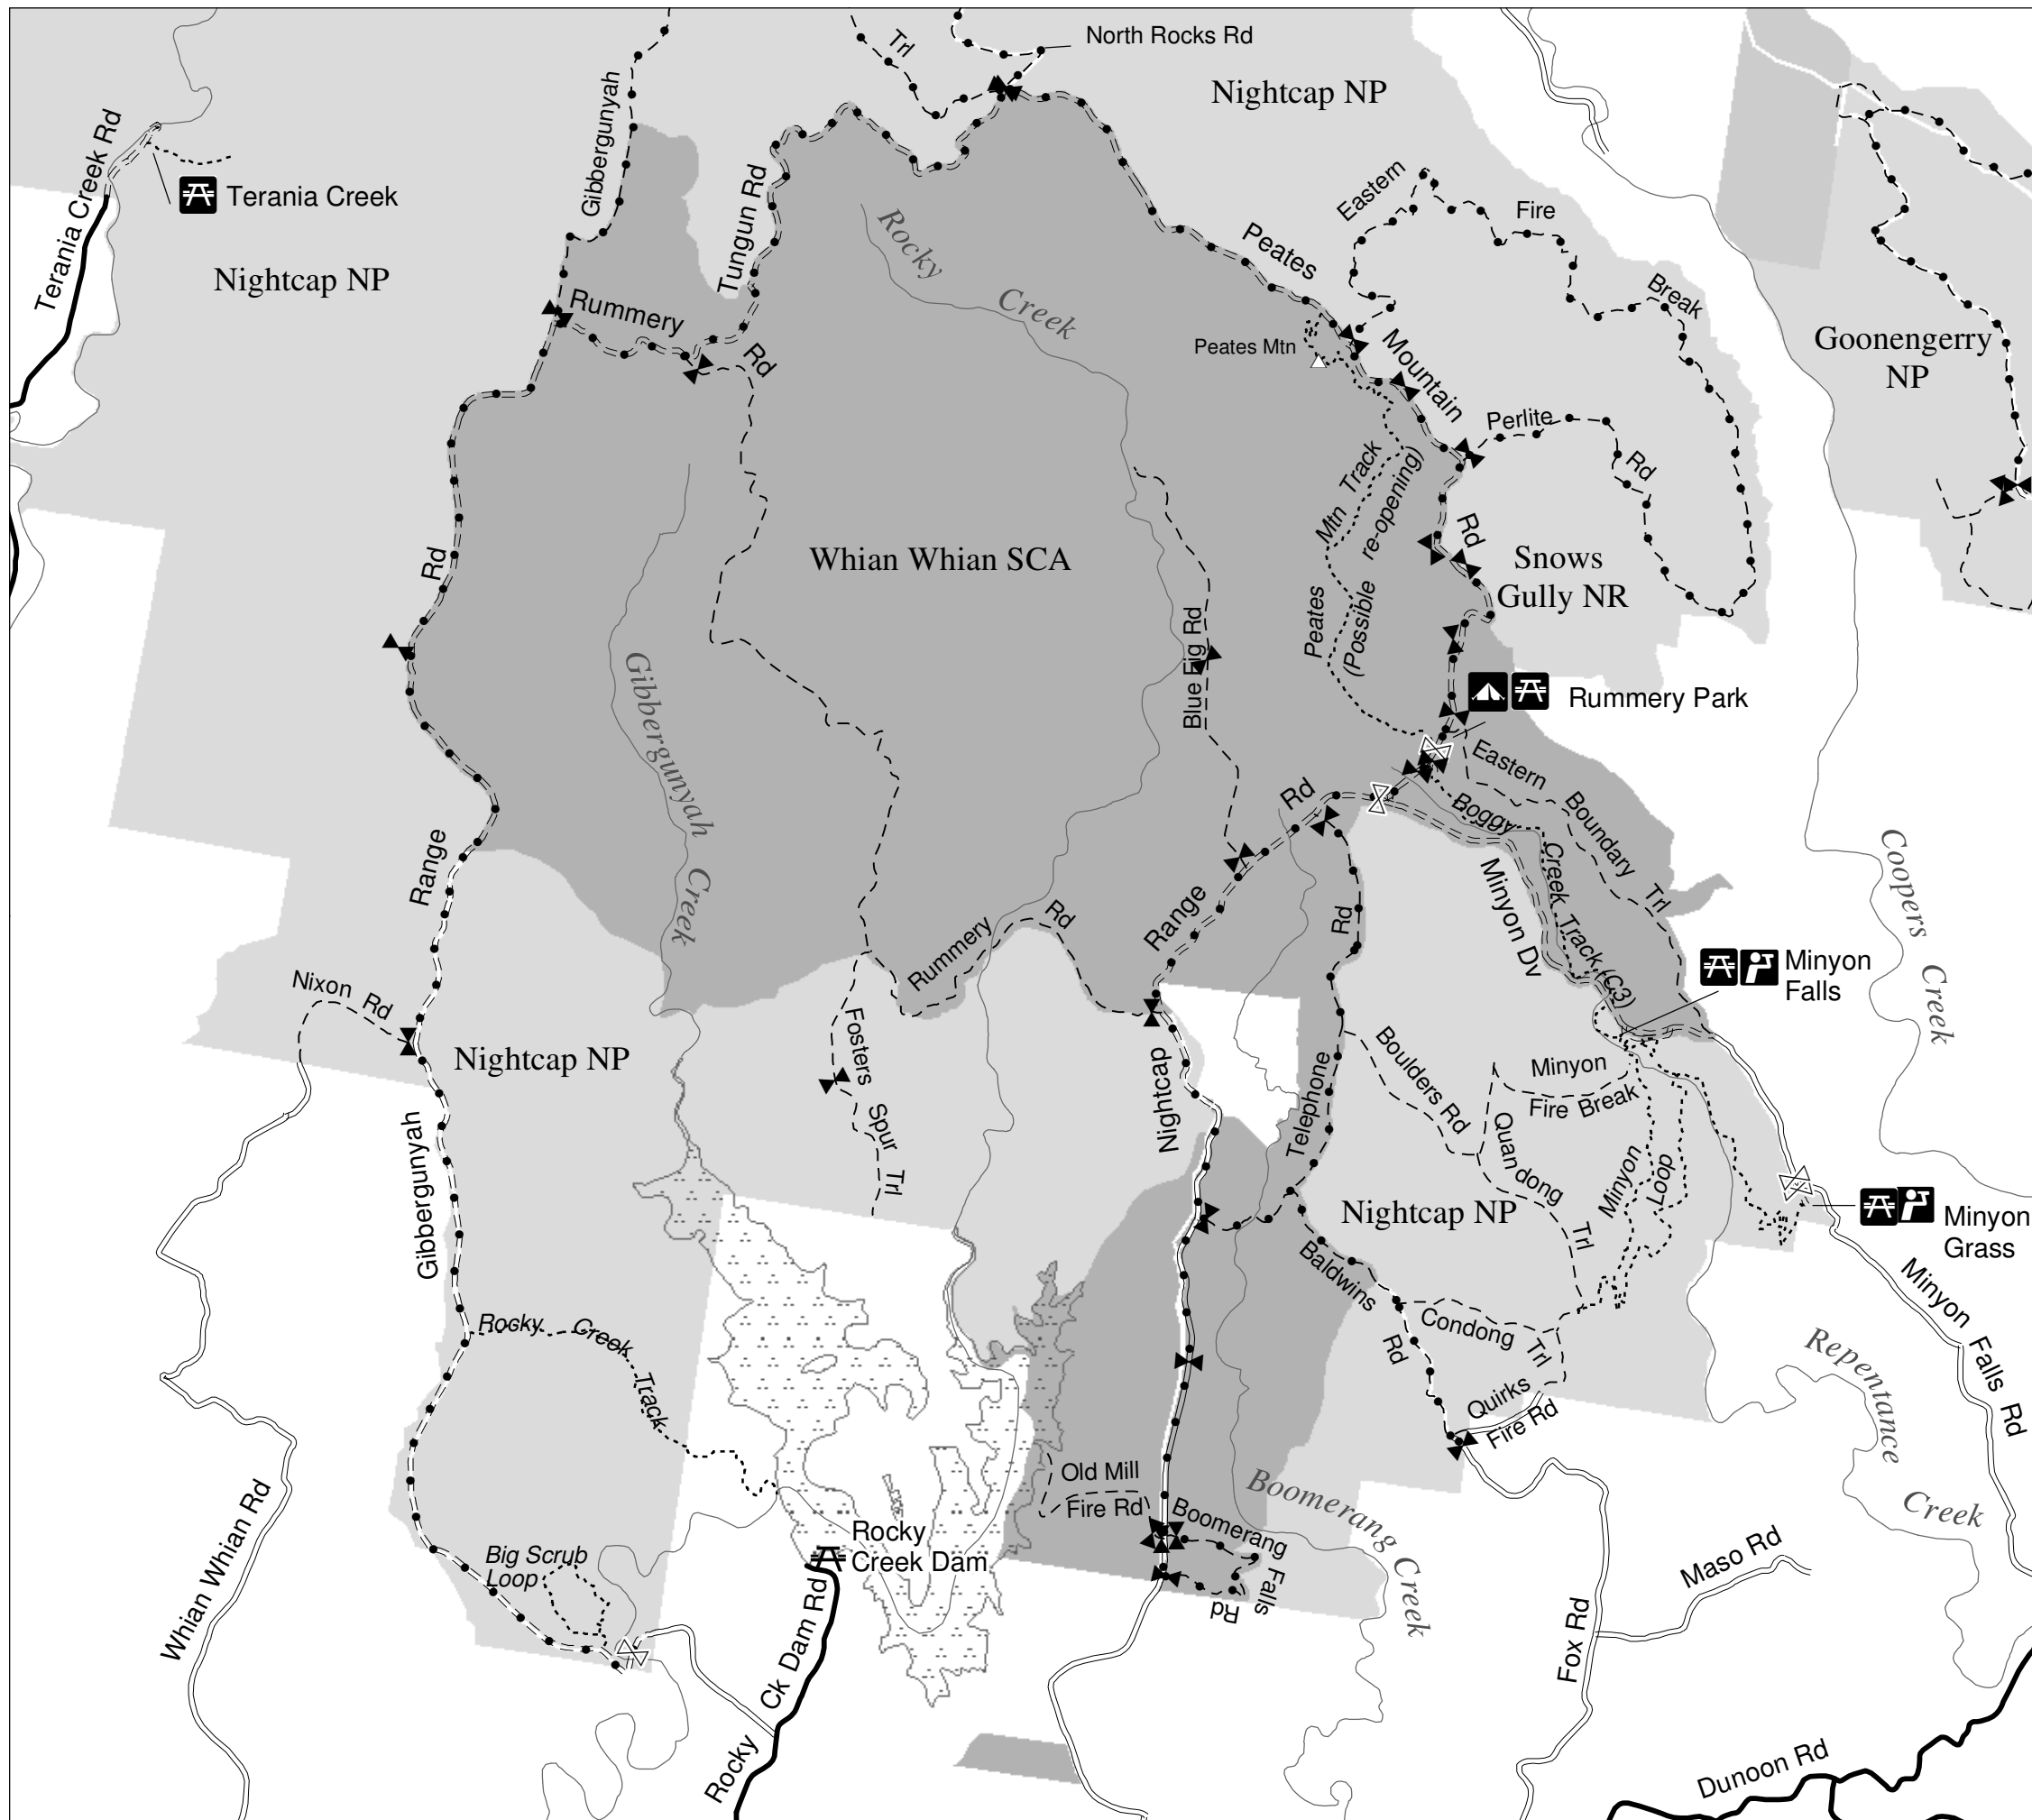 North Rocks Rd
Trl
Nightcap NP
Gibbergunyah
Terania Creek Rd
Terania Creek
Nightcap NP
Tungun Rd
Rummery
Rd
Rocky
Creek
Peates
Mountain
Rd
Eastern
Fire
Break
Peates Mtn
Perlite
Rd
Goonengerry
NP
Peates Mtn Track
(Possible re-opening)
Whian Whian SCA
Snows
Gully NR
Rd
Blue Fig Rd
Gibbergunyah
Creek
Rummery Park
Eastern
Boundary
Trl
Boggy
Creek Track (C3)
Minyon Dv
Rd
Range
Nightcap
Range
Rummery
Rd
Coopers
Creek
Minyon
Falls
Nixon Rd
Nightcap NP
Fosters
Spur
Trl
Rd
Telephone
Boulders Rd
Minyon
Fire Break
Quandong
Trl
Minyon
Loop
Gibbergunyah
Nightcap NP
Minyon
Grass
Baldwins
Rd
Condong
Trl
Quirks
Fire Rd
Minyon
Falls
Rd
Repentance
Creek
Rocky
Creek
Track
Old Mill
Fire Rd
Boomerang
Falls
Rd
Boomerang
Creek
Rocky
Creek Dam
Big Scrub
Loop
Whian Whian Rd
Rocky
Ck Dam Rd
Maso Rd
Fox Rd
Dunoon Rd